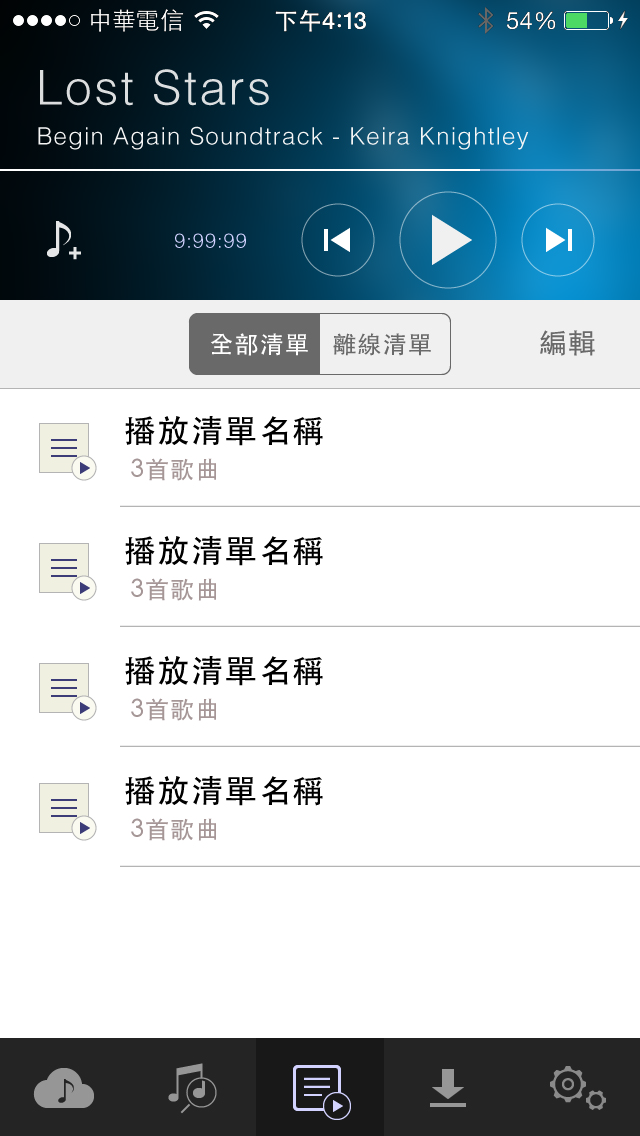 中華電信 下午4:13 54%
Lost Stars
Begin Again Soundtrack - Keira Knightley
9:99:99
全部清單 離線清單 編輯
播放清單名稱
3首歌曲
播放清單名稱
3首歌曲
播放清單名稱
3首歌曲
播放清單名稱
3首歌曲